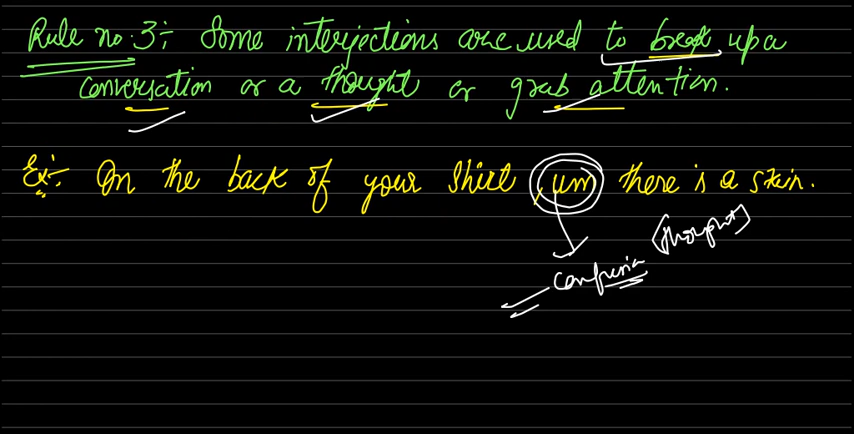 Rule no. 3:- Some interjections are used to break up a
conversation or a thought or grab attention.
Ex:- On the back of your shirt, um there is a stain.
(thought)
confusion